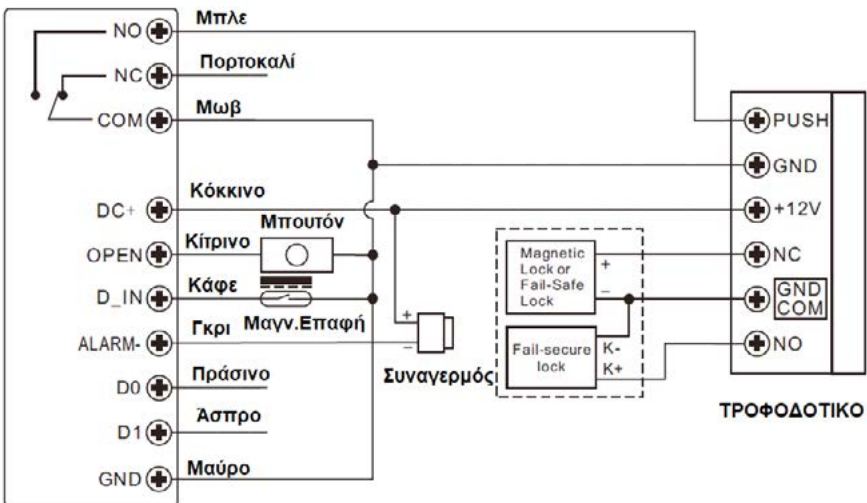 NO Μπλε
NC Πορτοκαλί
COM Μωβ
DC+ Κόκκινο
Μπουτόν
OPEN Κίτρινο
D_IN Κάφε
Μαγν.Επαφή
ALARM- Γκρι
+
−
Συναγερμός
D0 Πράσινο
D1 Άσπρο
GND Μαύρο
Magnetic
Lock or
Fail-Safe
Lock
+
−
Fail-secure
lock
K-
K+
PUSH
GND
+12V
NC
GND
COM
NO
ΤΡΟΦΟΔΟΤΙΚΟ